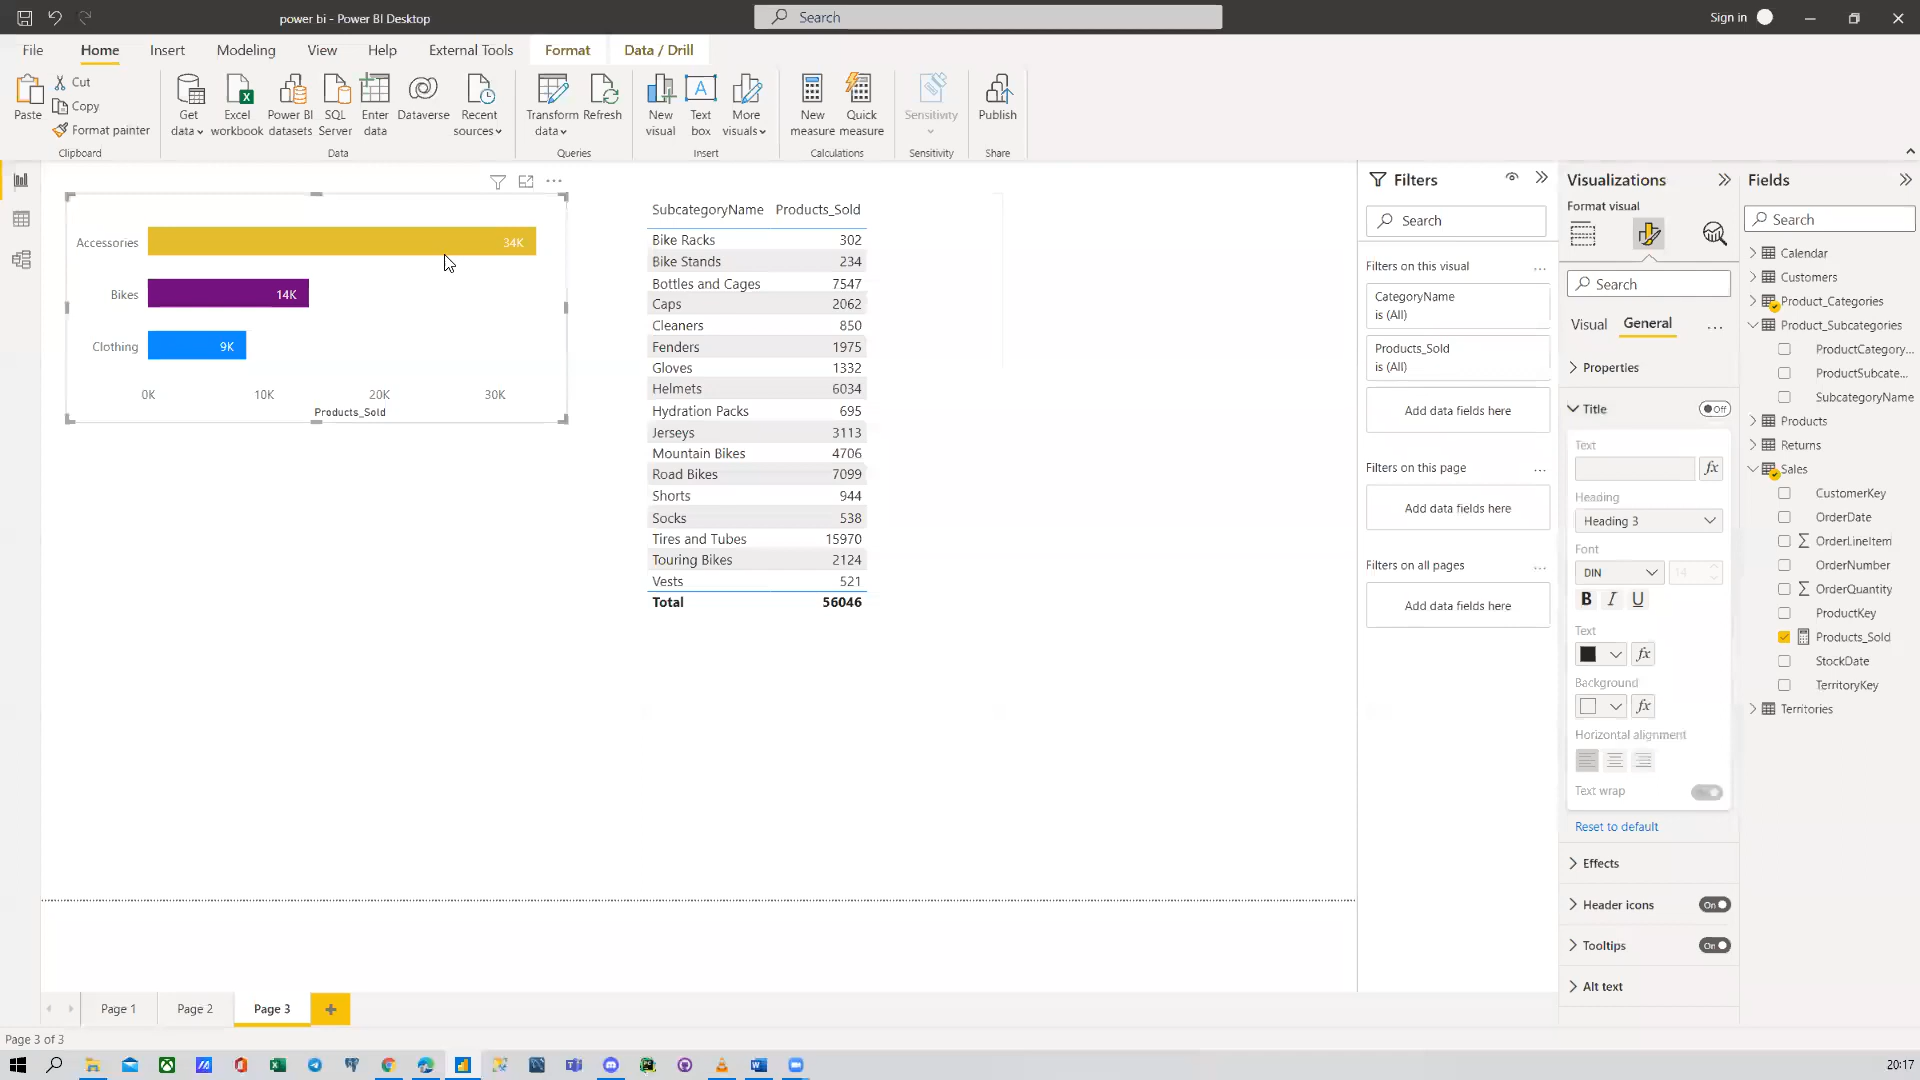 power bi - Power BI Desktop
Search
Sign in
File Home Insert Modeling View Help External Tools Format Data / Drill
Paste
Cut
Copy
Format painter
Get data
Excel workbook
Power BI datasets
SQL Server
Enter data
Dataverse
Recent sources
Transform data
Refresh
New visual
Text box
More visuals
New measure
Quick measure
Sensitivity
Publish
Clipboard Data Queries Insert Calculations Sensitivity Share
Accessories 34K
Bikes 14K
Clothing 9K
0K 10K 20K 30K
Products_Sold
SubcategoryName Products_Sold
Bike Racks 302
Bike Stands 234
Bottles and Cages 7547
Caps 2062
Cleaners 850
Fenders 1975
Gloves 1332
Helmets 6034
Hydration Packs 695
Jerseys 3113
Mountain Bikes 4706
Road Bikes 7099
Shorts 944
Socks 538
Tires and Tubes 15970
Touring Bikes 2124
Vests 521
Total 56046
Filters
Search
Filters on this visual ...
CategoryName
is (All)
Products_Sold
is (All)
Add data fields here
Filters on this page ...
Add data fields here
Filters on all pages ...
Add data fields here
Visualizations
Format visual
Search
Visual General ...
Properties
Title Off
Text
fx
Heading
Heading 3
Font
DIN 14
B I U
Text
fx
Background
fx
Horizontal alignment
Text wrap
Reset to default
Effects
Header icons On
Tooltips On
Alt text
Fields
Search
Calendar
Customers
Product_Categories
Product_Subcategories
ProductCategory...
ProductSubcate...
SubcategoryName
Products
Returns
Sales
CustomerKey
OrderDate
∑ OrderLineItem
OrderNumber
∑ OrderQuantity
ProductKey
Products_Sold
StockDate
TerritoryKey
Territories
Page 1 Page 2 Page 3 +
Page 3 of 3
20:17